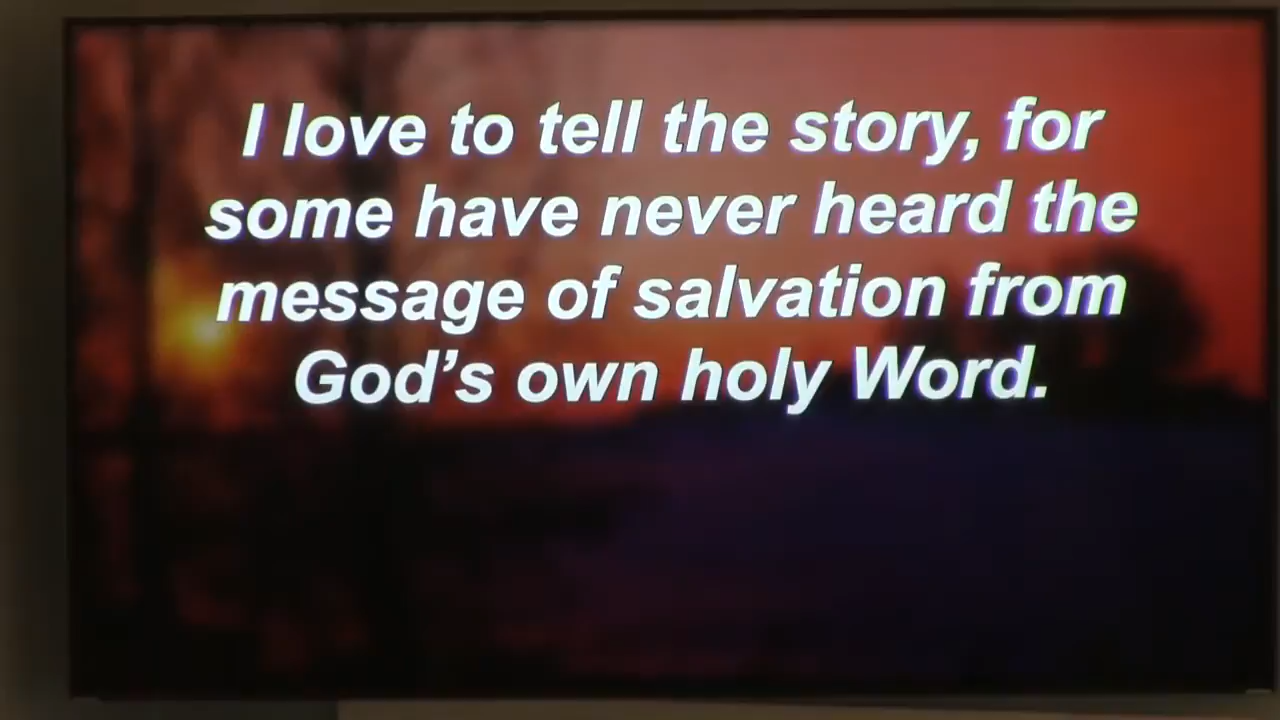 I love to tell the story, for
some have never heard the
message of salvation from
God’s own holy Word.